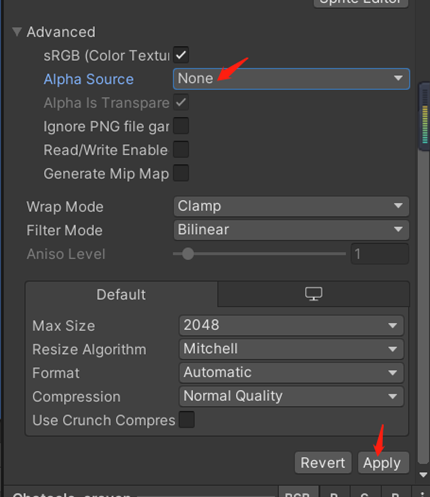 Sprite Editor
Advanced
sRGB (Color Textur
Alpha Source None
Alpha Is Transpare
Ignore PNG file gar
Read/Write Enable
Generate Mip Map
Wrap Mode Clamp
Filter Mode Bilinear
Aniso Level 1
Default
Max Size 2048
Resize Algorithm Mitchell
Format Automatic
Compression Normal Quality
Use Crunch Compres
Revert Apply
RGB R G B